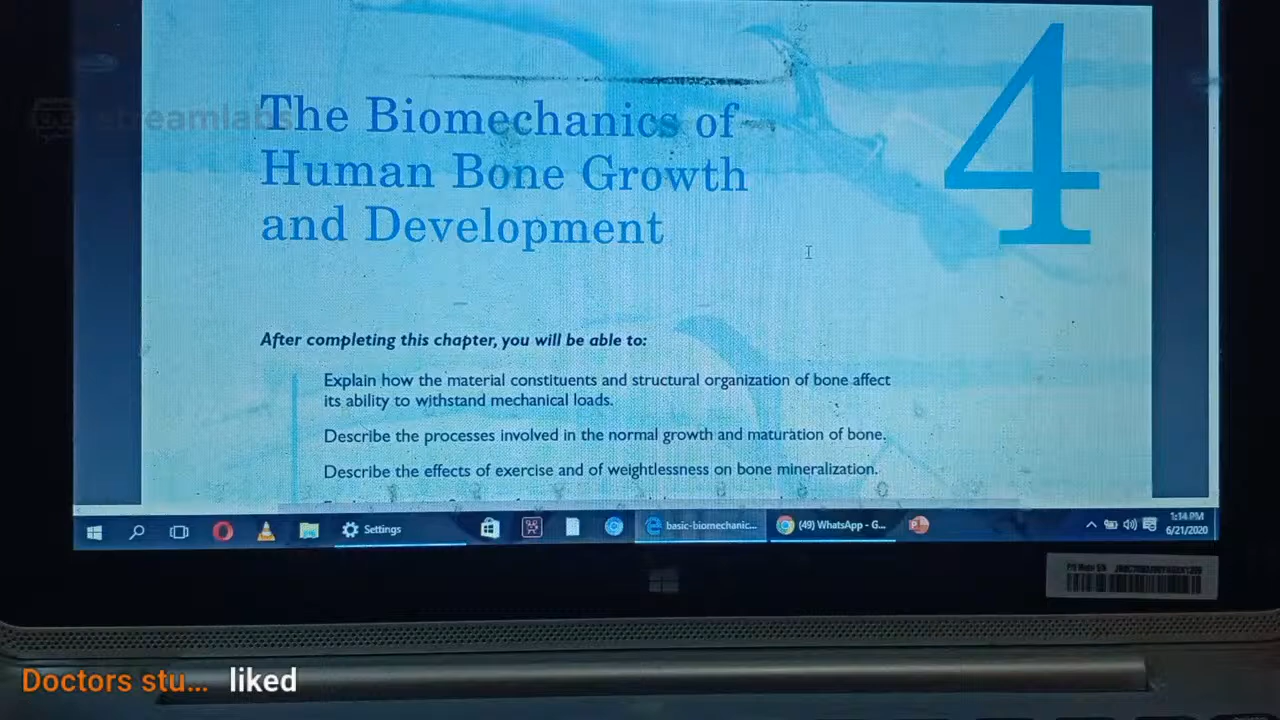 The Biomechanics of
Human Bone Growth
and Development
4
streamlabs
After completing this chapter, you will be able to:
Explain how the material constituents and structural organization of bone affect
its ability to withstand mechanical loads.
Describe the processes involved in the normal growth and maturation of bone.
Describe the effects of exercise and of weightlessness on bone mineralization.
Settings
basic-biomechanic...
(49) WhatsApp - G...
1:14 PM
6/21/2020
Doctors stu... liked